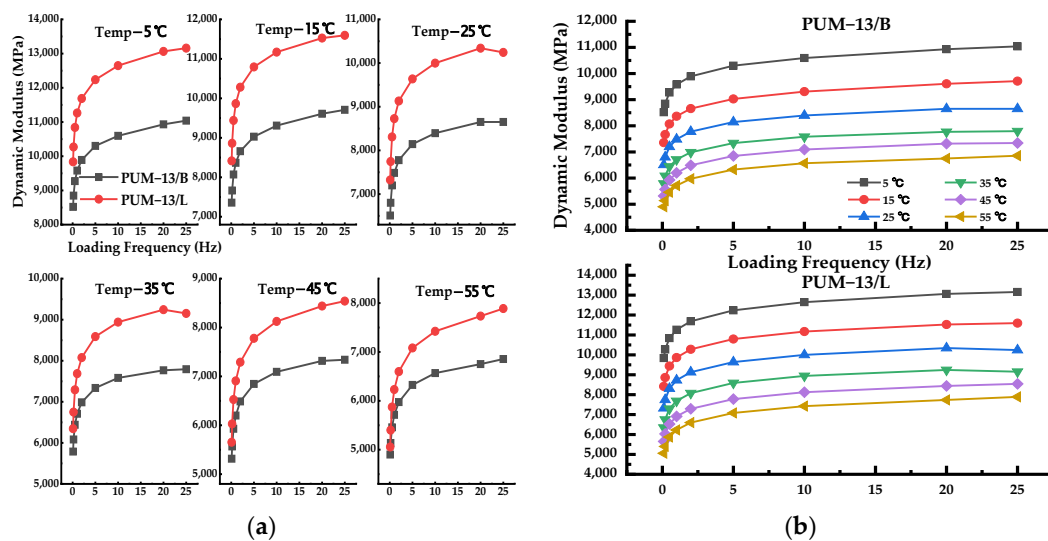 Dynamic Modulus (MPa)
Temp−5℃
14,000
13,000
12,000
11,000
10,000
9,000
8,000
0 5 10 15 20 25
PUM−13/B
PUM−13/L
Temp−15℃
12,000
11,000
10,000
9,000
8,000
7,000
0 5 10 15 20 25
Temp−25℃
11,000
10,000
9,000
8,000
7,000
0 5 10 15 20 25
Loading Frequency (Hz)
Temp−35℃
10,000
9,000
8,000
7,000
6,000
5,000
0 5 10 15 20 25
Temp−45℃
9,000
8,000
7,000
6,000
5,000
0 5 10 15 20 25
Temp−55℃
8,000
7,000
6,000
5,000
0 5 10 15 20 25
(a)
Dynamic Modulus (MPa)
PUM−13/B
12,000
11,000
10,000
9,000
8,000
7,000
6,000
5,000
4,000
5 ℃
15 ℃
25 ℃
35 ℃
45 ℃
55 ℃
0 5 10 15 20 25
Loading Frequency (Hz)
PUM−13/L
14,000
13,000
12,000
11,000
10,000
9,000
8,000
7,000
6,000
5,000
4,000
0 5 10 15 20 25
(b)